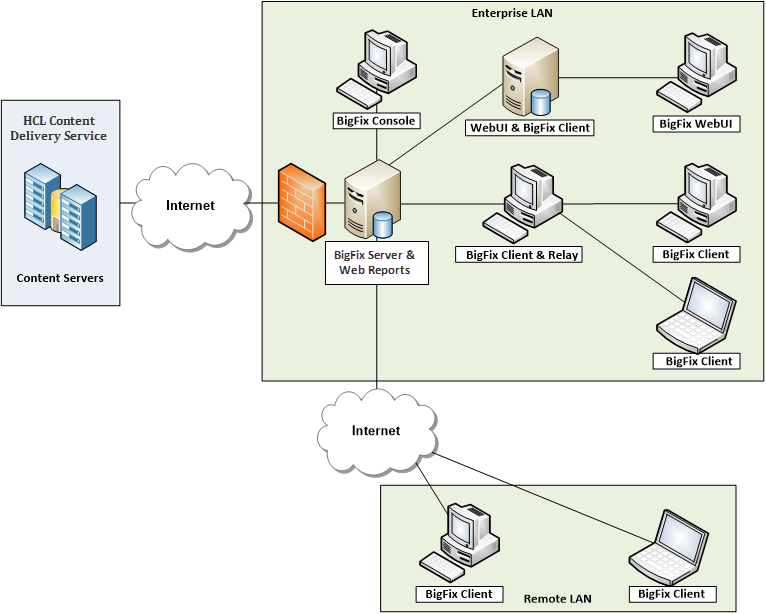 Enterprise LAN
HCL Content
Delivery Service
Content Servers
Internet
BigFix Console
WebUI & BigFix Client
BigFix WebUI
BigFix Server &
Web Reports
BigFix Client & Relay
BigFix Client
BigFix Client
Internet
BigFix Client
Remote LAN
BigFix Client